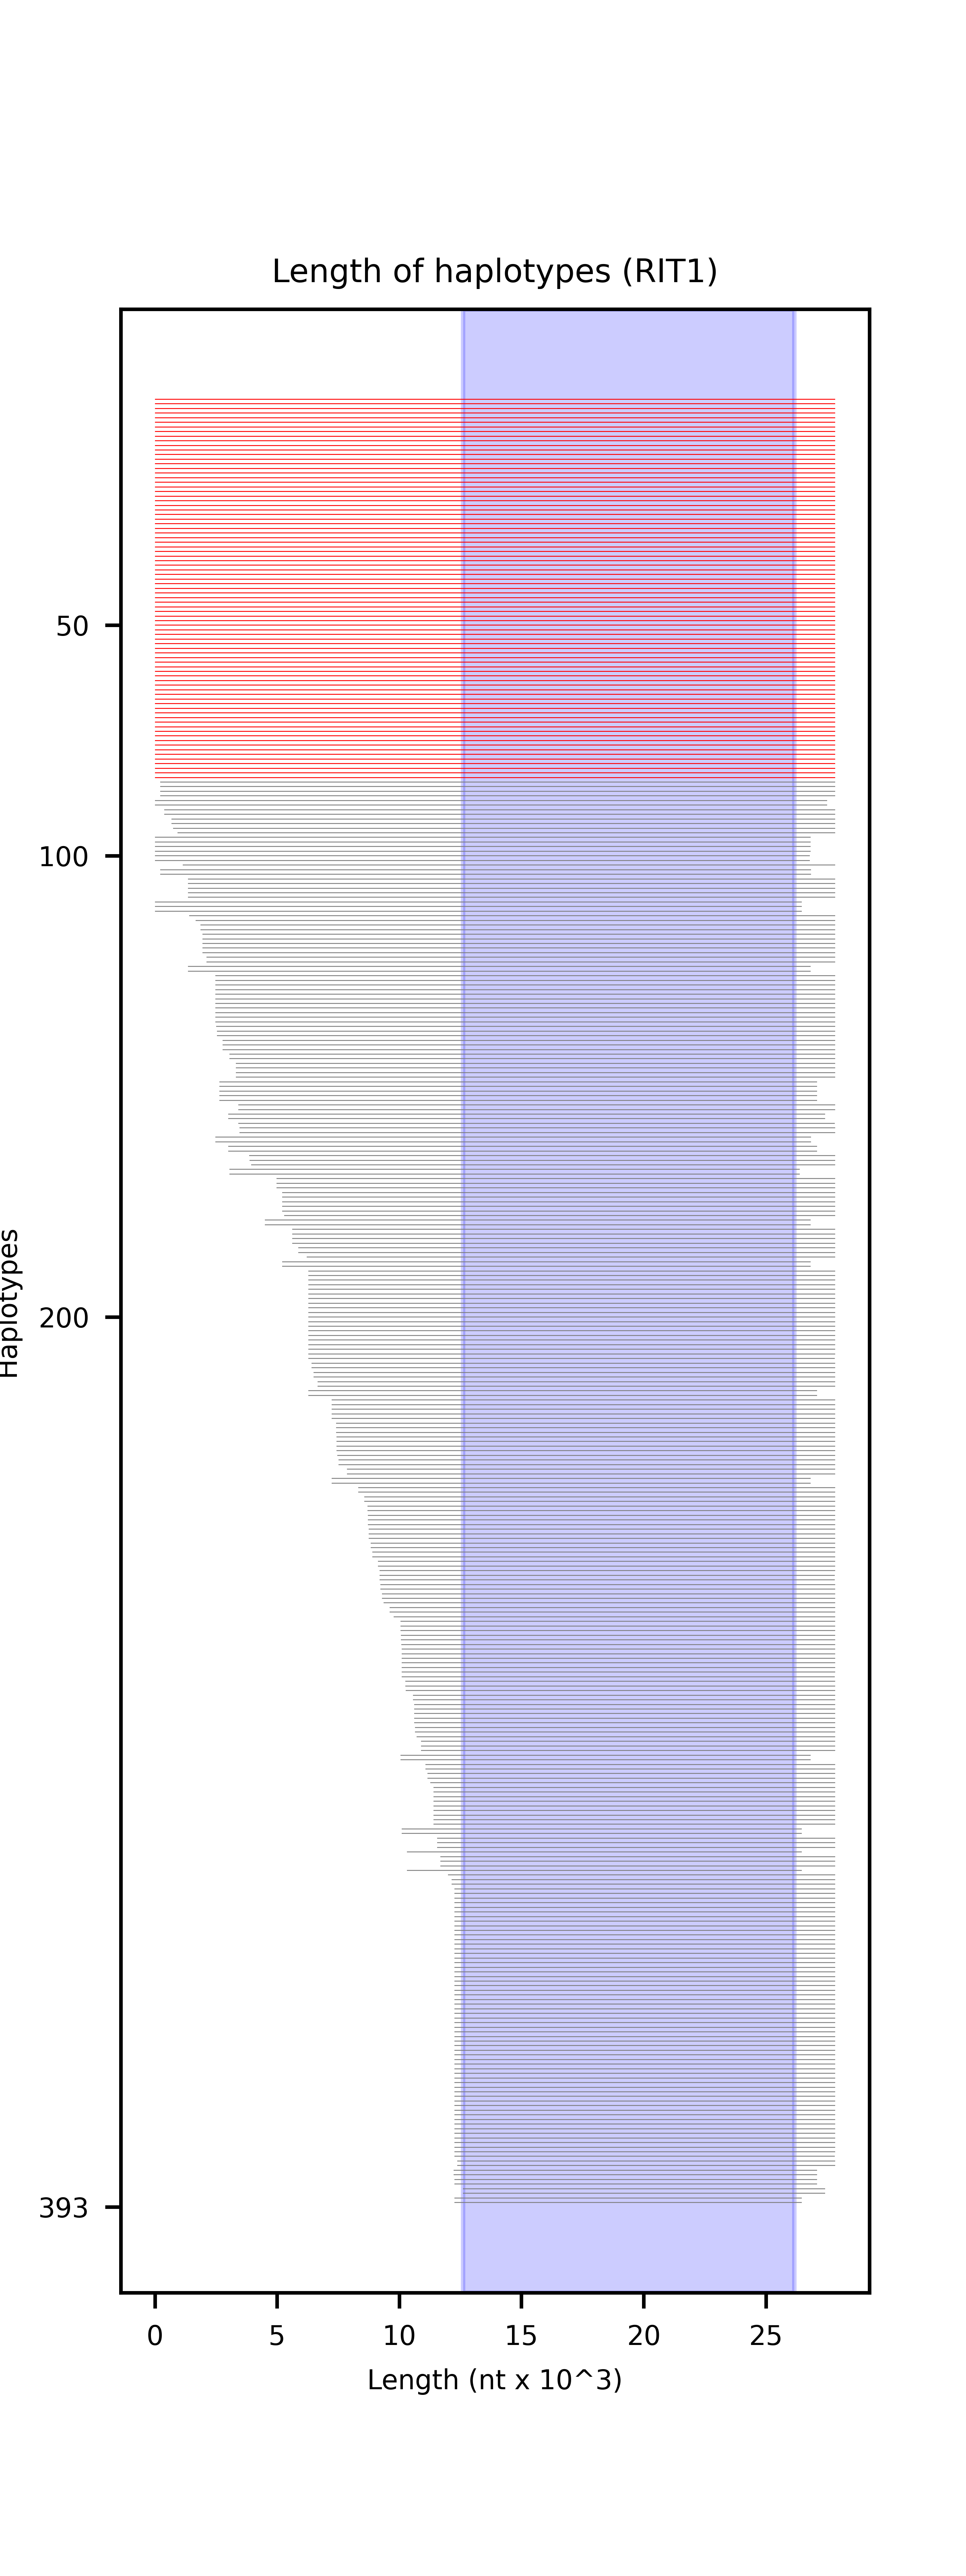 Length of haplotypes (RIT1)
50
100
Haplotypes
200
393
0 5 10 15 20 25
Length (nt x 10^3)